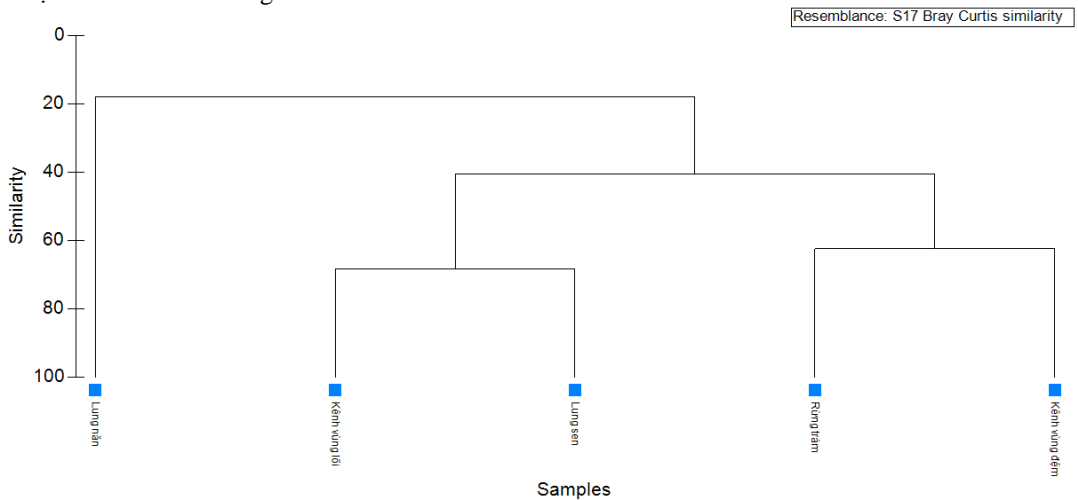 Resemblance: S17 Bray Curtis similarity
0
20
40
60
80
100
Similarity
Lung năn
Kênh vùng lõi
Lung sen
Rừng tràm
Kênh vùng đệm
Samples